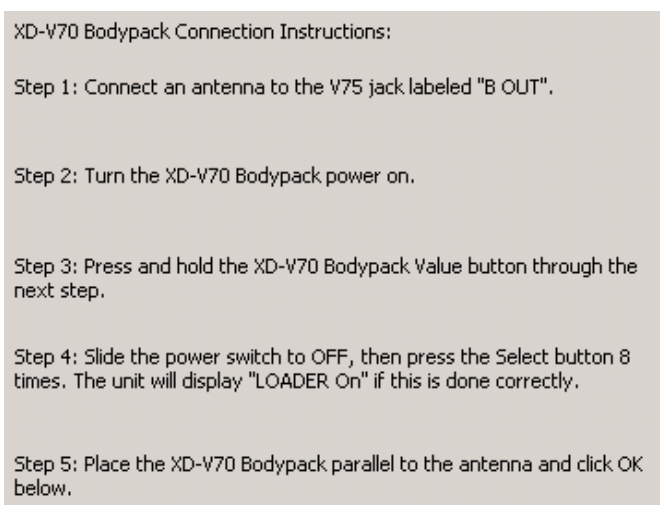 XD-V70 Bodypack Connection Instructions:
Step 1: Connect an antenna to the V75 jack labeled "B OUT".
Step 2: Turn the XD-V70 Bodypack power on.
Step 3: Press and hold the XD-V70 Bodypack Value button through the
next step.
Step 4: Slide the power switch to OFF, then press the Select button 8
times. The unit will display "LOADER On" if this is done correctly.
Step 5: Place the XD-V70 Bodypack parallel to the antenna and click OK
below.